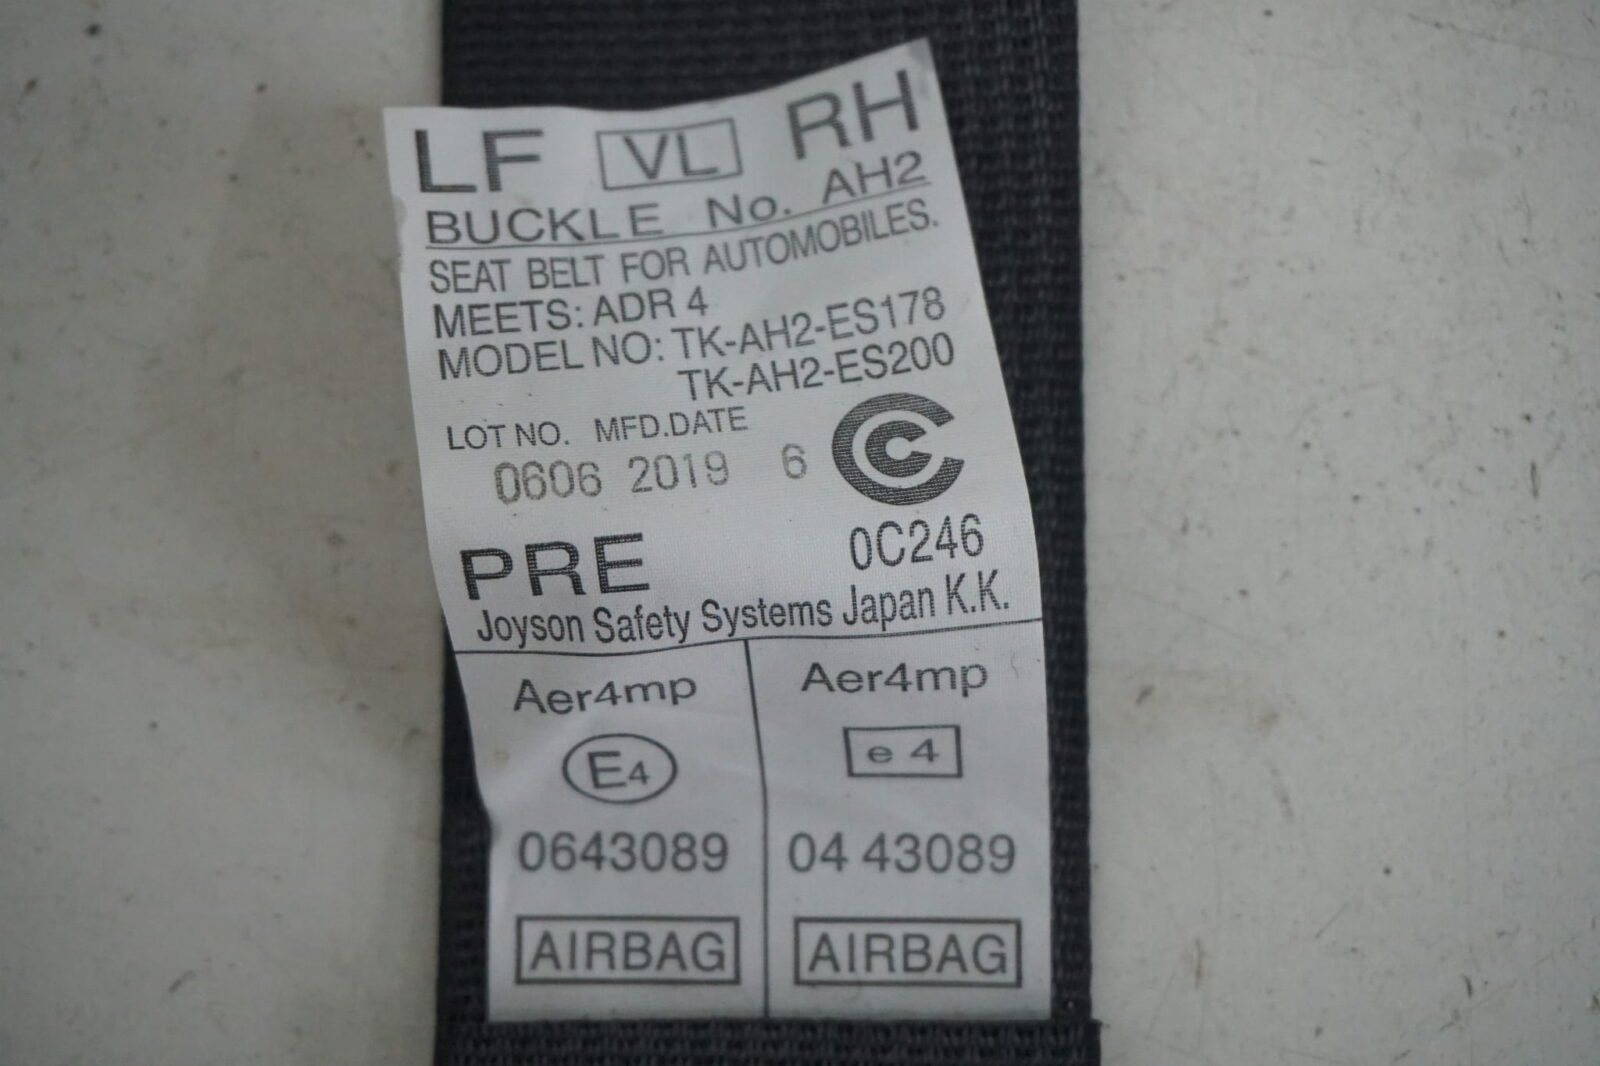 LF VL RH
BUCKLE No. AH2
SEAT BELT FOR AUTOMOBILES.
MEETS: ADR 4
MODEL NO: TK-AH2-ES178
TK-AH2-ES200
LOT NO. MFD.DATE
0606 2019 6
C
PRE 0C246
Joyson Safety Systems Japan K.K.
Aer4mp Aer4mp
E4 e 4
0643089 04 43089
AIRBAG AIRBAG